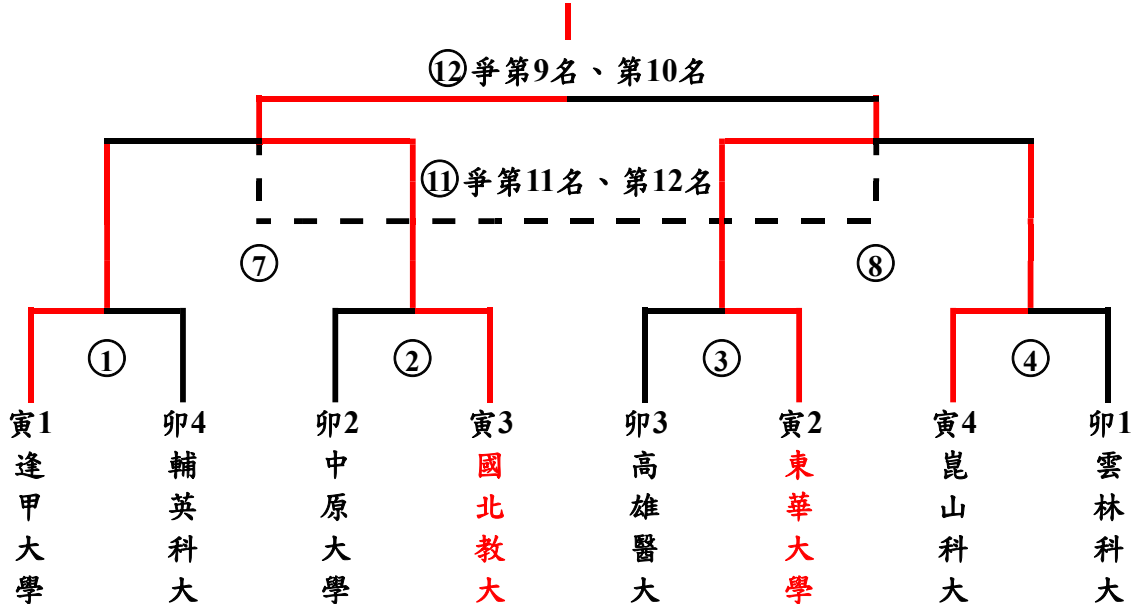 ⑫爭第9名、第10名
⑪爭第11名、第12名
⑦
⑧
①
②
③
④
寅1
卯4
卯2
寅3
卯3
寅2
寅4
卯1
逢甲大學
輔英科大
中原大學
國北教大
高雄醫大
東華大學
崑山科大
雲林科大